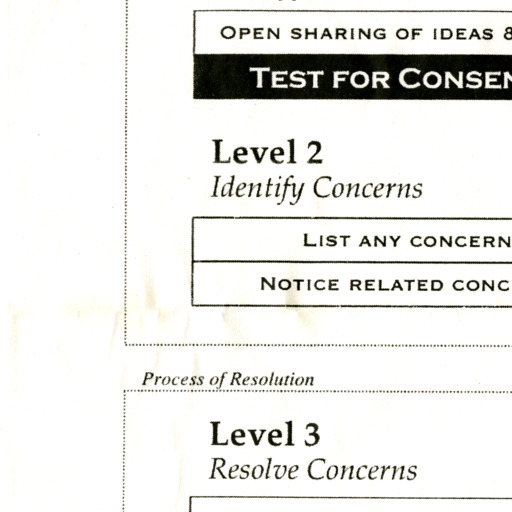 OPEN SHARING OF IDEAS &
TEST FOR CONSEN
Level 2
Identify Concerns
LIST ANY CONCERN
NOTICE RELATED CONC
Process of Resolution
Level 3
Resolve Concerns